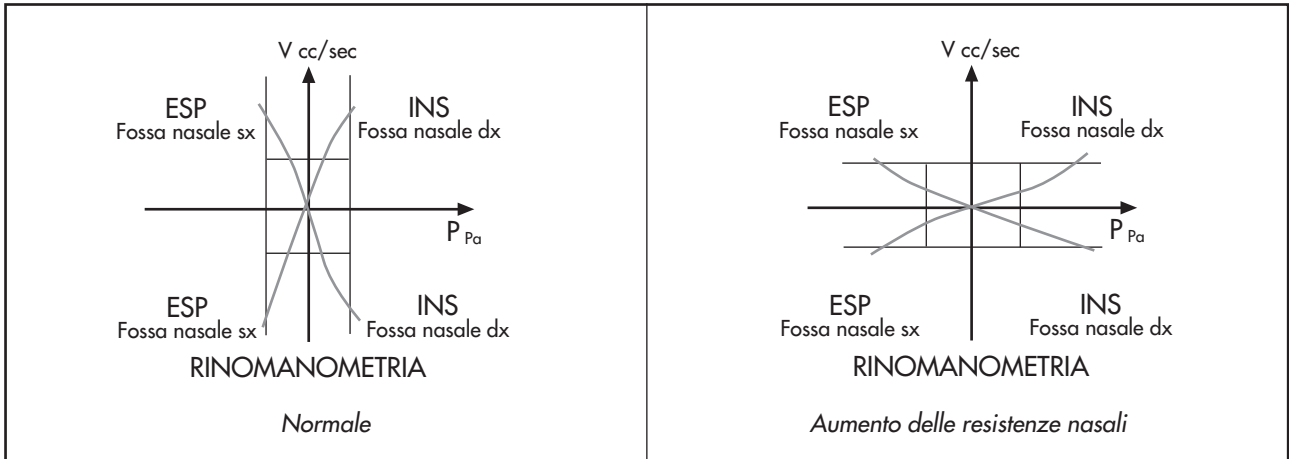 V cc/sec
ESP
Fossa nasale sx
INS
Fossa nasale dx
P Pa
ESP
Fossa nasale sx
INS
Fossa nasale dx
RINOMANOMETRIA
Normale
V cc/sec
ESP
Fossa nasale sx
INS
Fossa nasale dx
P Pa
ESP
Fossa nasale sx
INS
Fossa nasale dx
RINOMANOMETRIA
Aumento delle resistenze nasali